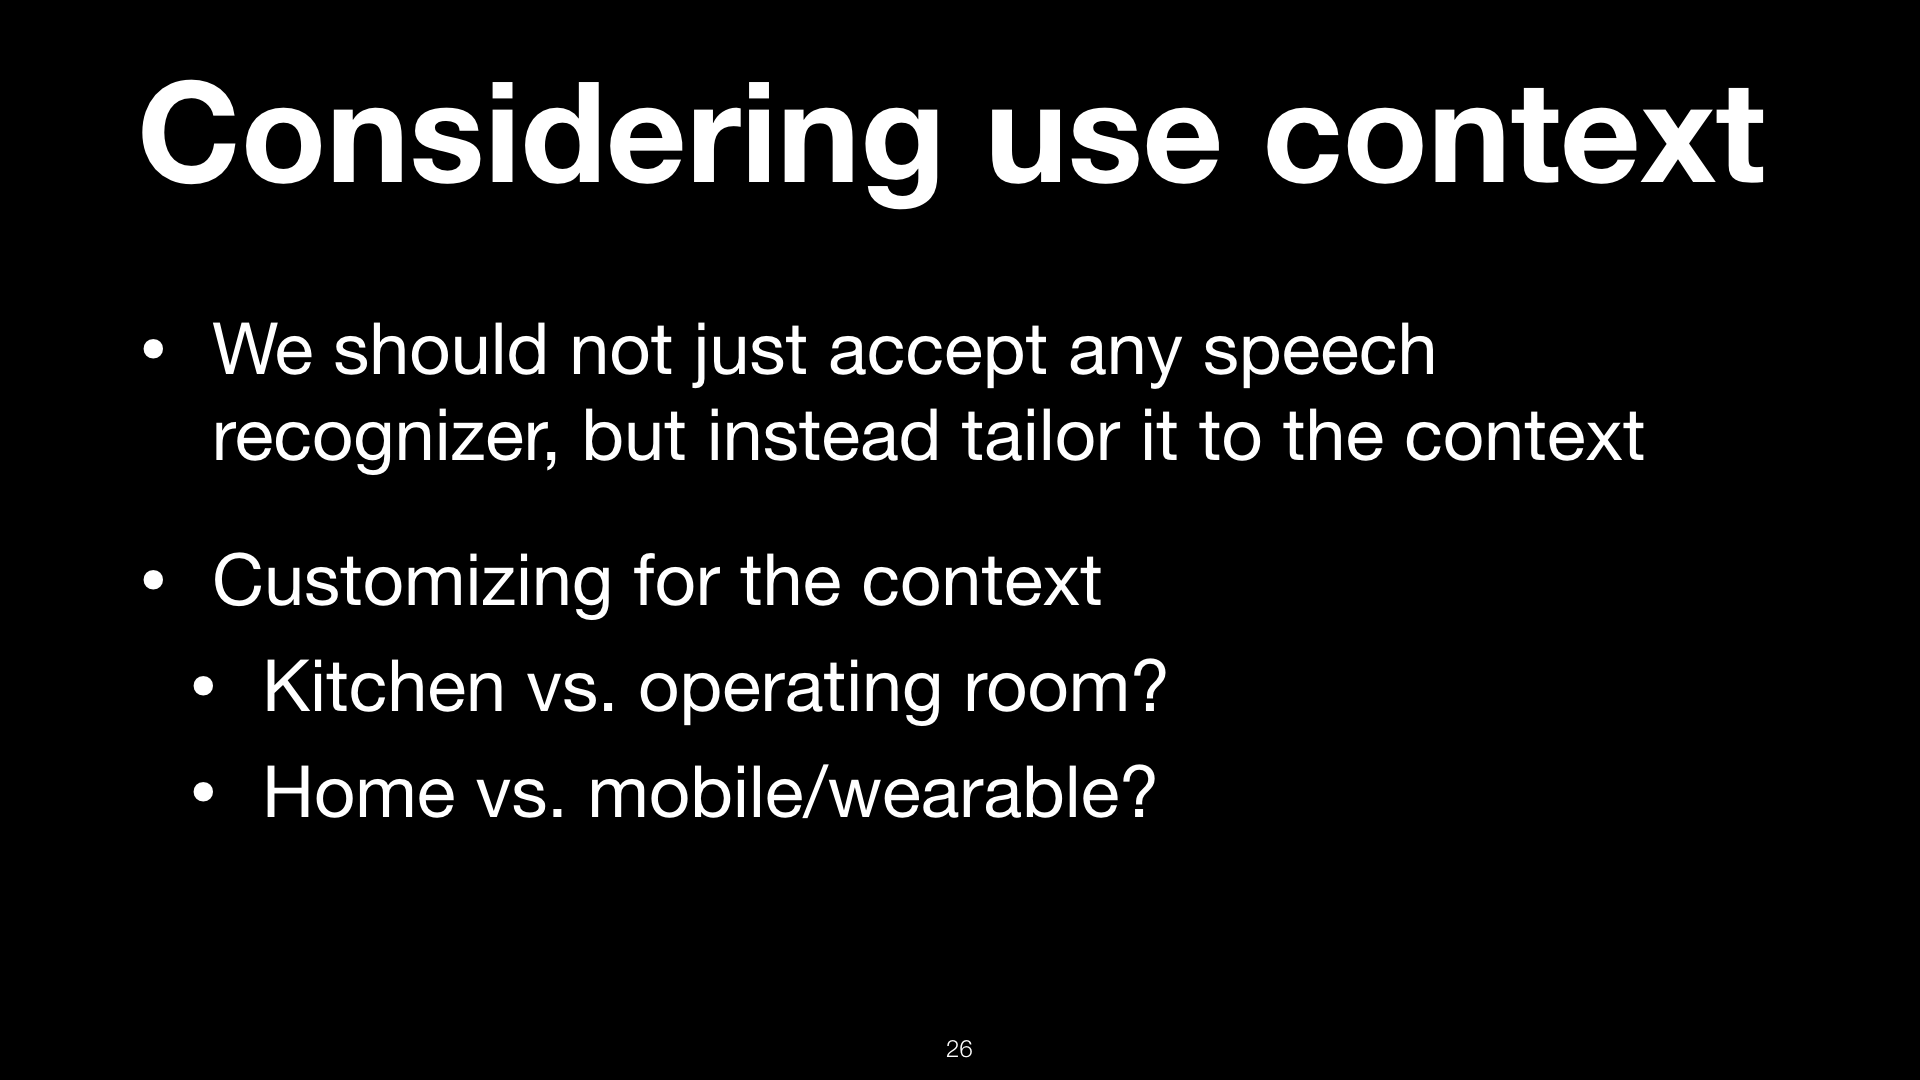 Considering use context
• We should not just accept any speech
recognizer, but instead tailor it to the context
• Customizing for the context
• Kitchen vs. operating room?
• Home vs. mobile/wearable?
26